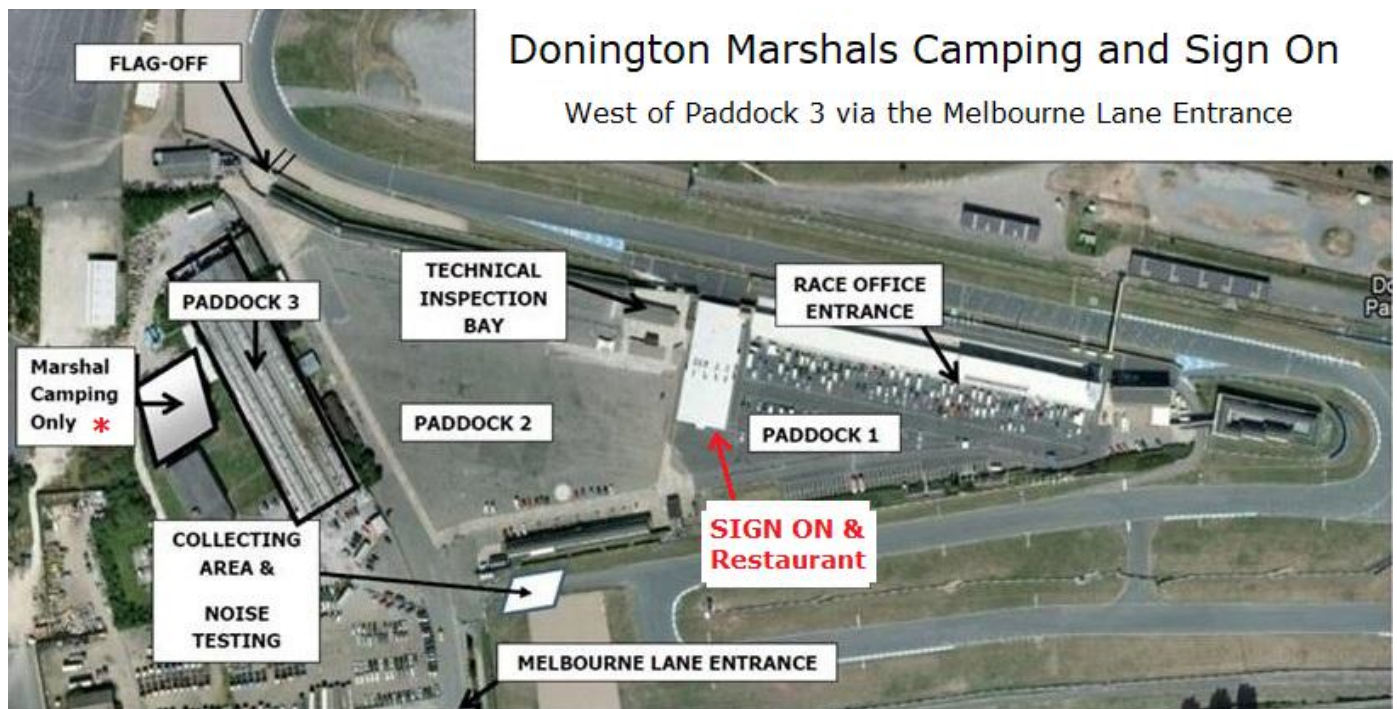 Donington Marshals Camping and Sign On
West of Paddock 3 via the Melbourne Lane Entrance
FLAG-OFF
TECHNICAL
INSPECTION
BAY
RACE OFFICE
ENTRANCE
PADDOCK 3
Marshal
Camping
Only *
PADDOCK 2
PADDOCK 1
SIGN ON &
Restaurant
COLLECTING
AREA &
NOISE
TESTING
MELBOURNE LANE ENTRANCE